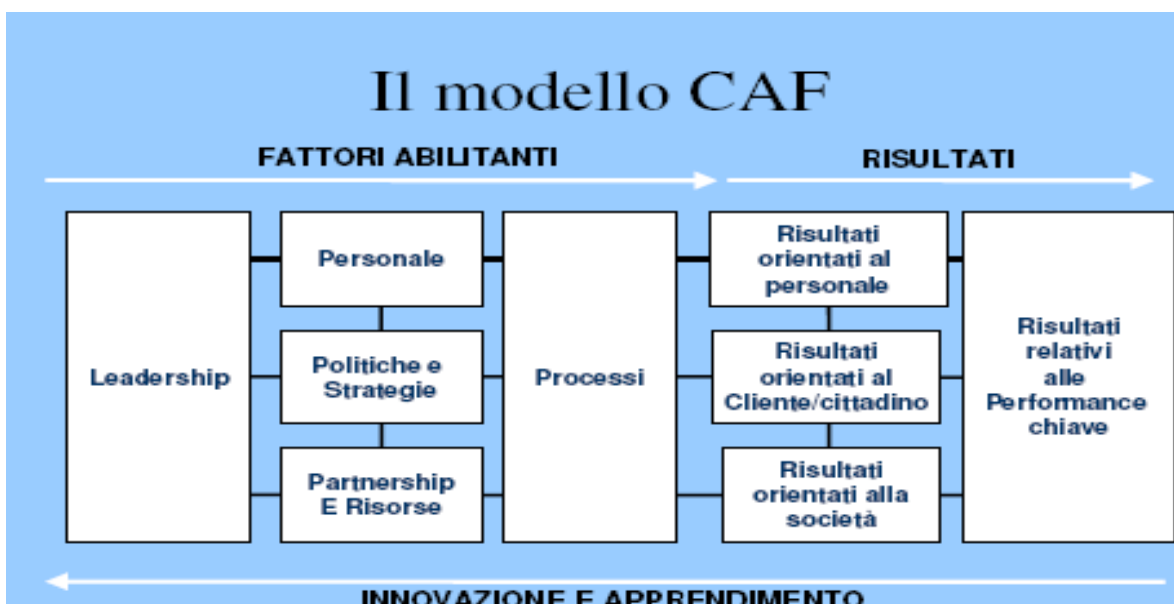 Il modello CAF
FATTORI ABILITANTI
RISULTATI
Leadership
Personale
Politiche e
Strategie
Partnership
E Risorse
Processi
Risultati
orientati al
personale
Risultati
orientati al
Cliente/cittadino
Risultati
orientati alla
società
Risultati
relativi
alle
Performance
chiave
INNOVAZIONE E APPRENDIMENTO